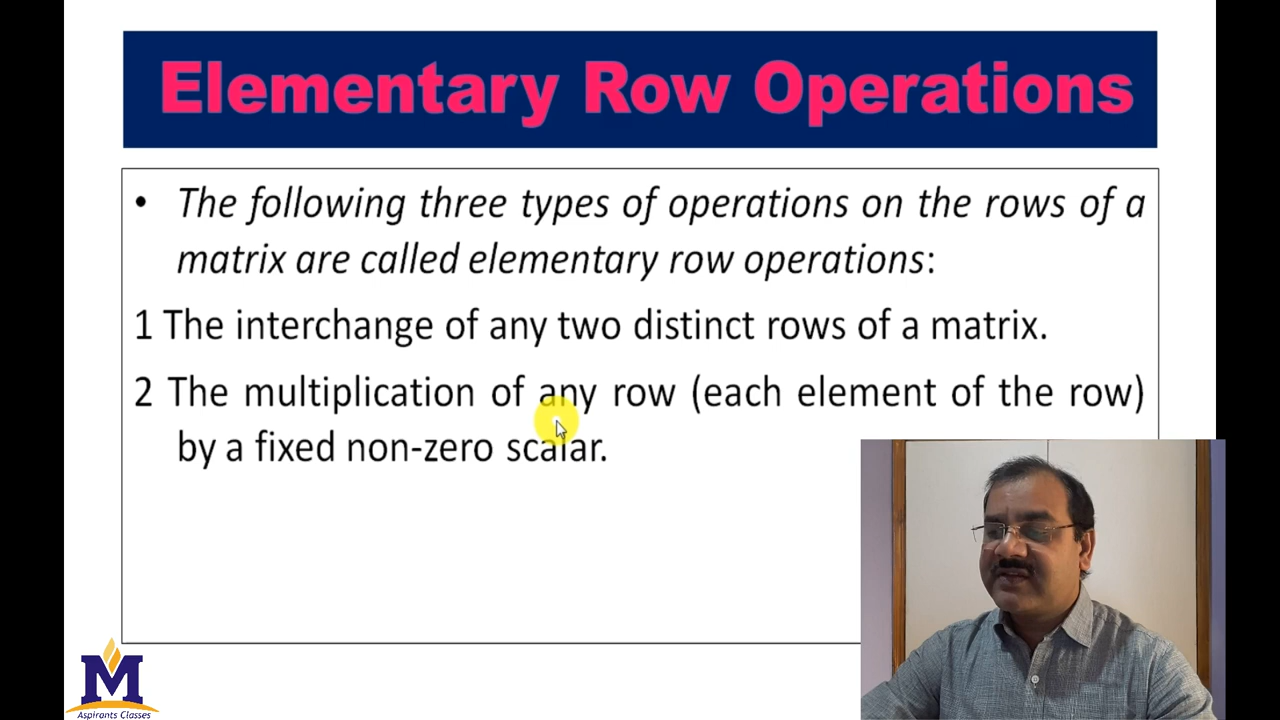 Elementary Row Operations
• The following three types of operations on the rows of a
matrix are called elementary row operations:
1 The interchange of any two distinct rows of a matrix.
2 The multiplication of any row (each element of the row)
by a fixed non-zero scalar.
M
Aspirants Classes